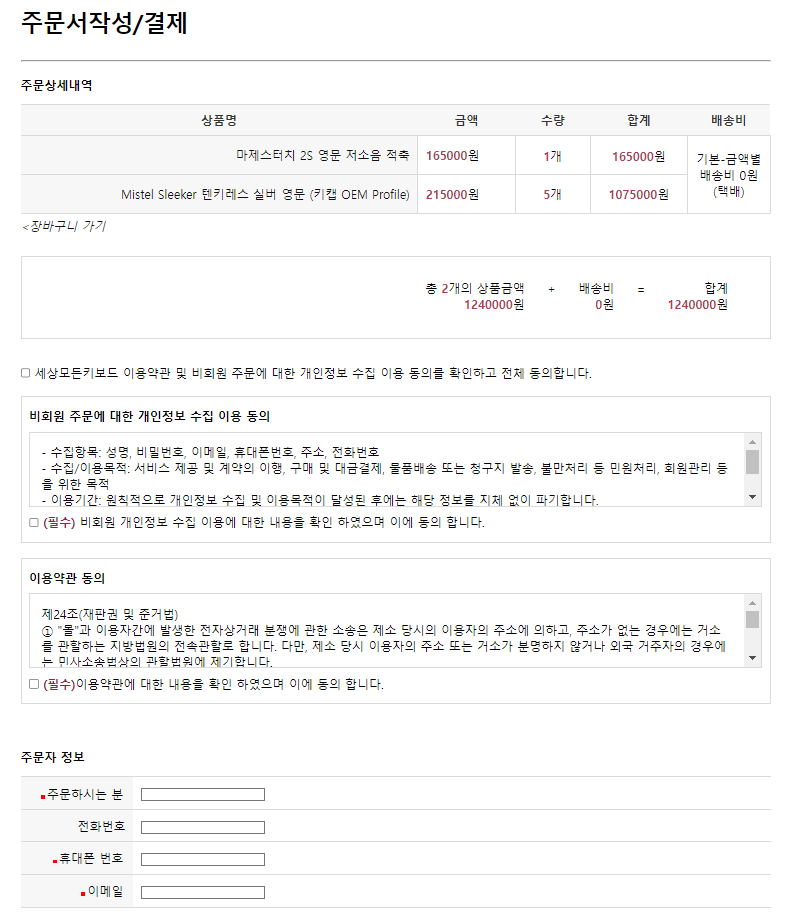 주문서작성/결제
주문상세내역
상품명 금액 수량 합계 배송비
마제스터치 2S 영문 저소음 적축 165000원 1개 165000원 기본-금액별
배송비 0원
(택배)
Mistel Sleeker 텐키레스 실버 영문 (키캡 OEM Profile) 215000원 5개 1075000원
<장바구니 가기
총 2개의 상품금액 + 배송비 = 합계
1240000원 0원 1240000원
세상모든키보드 이용약관 및 비회원 주문에 대한 개인정보 수집 이용 동의를 확인하고 전체 동의합니다.
비회원 주문에 대한 개인정보 수집 이용 동의
- 수집항목: 성명, 비밀번호, 이메일, 휴대폰번호, 주소, 전화번호
- 수집/이용목적: 서비스 제공 및 계약의 이행, 구매 및 대금결제, 물품배송 또는 청구지 발송, 불만처리 등 민원처리, 회원관리 등
을 위한 목적
- 이용기간: 원칙적으로 개인정보 수집 및 이용목적이 달성된 후에는 해당 정보를 지체 없이 파기합니다.
(필수) 비회원 개인정보 수집 이용에 대한 내용을 확인 하였으며 이에 동의 합니다.
이용약관 동의
제24조(재판권 및 준거법)
① "몰"과 이용자간에 발생한 전자상거래 분쟁에 관한 소송은 제소 당시의 이용자의 주소에 의하고, 주소가 없는 경우에는 거소
를 관할하는 지방법원의 전속관할로 합니다. 다만, 제소 당시 이용자의 주소 또는 거소가 분명하지 않거나 외국 거주자의 경우에
는 민사소송법상의 관할법원에 제기합니다.
(필수)이용약관에 대한 내용을 확인 하였으며 이에 동의 합니다.
주문자 정보
주문하시는 분
전화번호
휴대폰 번호
이메일